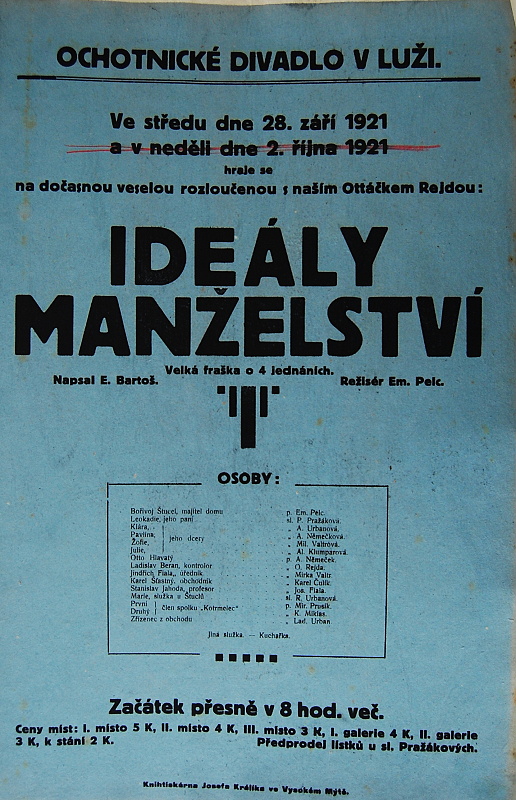 OCHOTNICKÉ DIVADLO V LUŽI.
Ve středu dne 28. září 1921
a v neděli dne 2. října 1921
hraje se
na dočasnou veselou rozloučenou s naším Ottáčkem Rejdou:
IDEÁLY
MANŽELSTVÍ
Velká fraška o 4 jednáních.
Napsal E. Bartoš. Režisér Em. Pelc.
OSOBY:
Bořivoj Štucel, majitel domu p. Em. Pelc.
Leokadie, jeho paní sl. P. Pražáková.
Klára, „ A. Urbanová.
Pavlína, „ A. Němečková.
jeho dcery
Žofie, „ Mil. Valtrová.
Julie, „ Al. Klumparová.
Otto Hlavatý p. A. Němeček.
Ladislav Beran, kontrolor „ O. Rejda.
Jindřich Fiala, úředník „ Mirka Valtr.
Karel Šťastný, obchodník „ Karel Čulík.
Stanislav Jahoda, profesor „ Jos. Fiala.
Marie, služka u Štuclů sl. R. Urbanová.
První p. Mir. Prusík.
člen spolku „Kotrmelec“
Druhý „ K. Miklas.
Zřízenec z obchodu „ Lad. Urban.
Jiná služka. — Kuchařka.
Začátek přesně v 8 hod. več.
Ceny míst: I. místo 5 K, II. místo 4 K, III. místo 3 K, I. galerie 4 K, II. galerie
3 K, k stání 2 K. Předprodej lístků u sl. Pražákových.
Knihtiskárna Josefa Králíka ve Vysokém Mýtě.